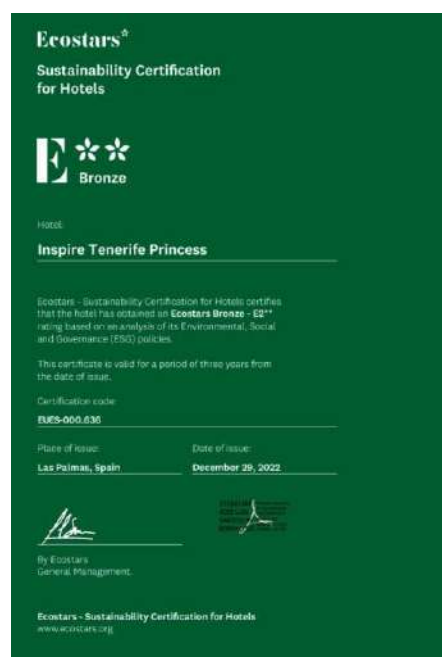 Ecostars*
Sustainability Certification
for Hotels
E**
Bronze
Hotel:
Inspire Tenerife Princess
Ecostars - Sustainability Certification for Hotels certifies
that the hotel has obtained an Ecostars Bronze - E2**
rating based on an analysis of its Environmental, Social
and Governance (ESG) policies.
This certificate is valid for a period of three years from
the date of issue.
Certification code:
EUES-000.636
Place of issue:
Date of issue:
Las Palmas, Spain
December 29, 2022
By Ecostars
General Management.
Ecostars - Sustainability Certification for Hotels
www.ecostars.org